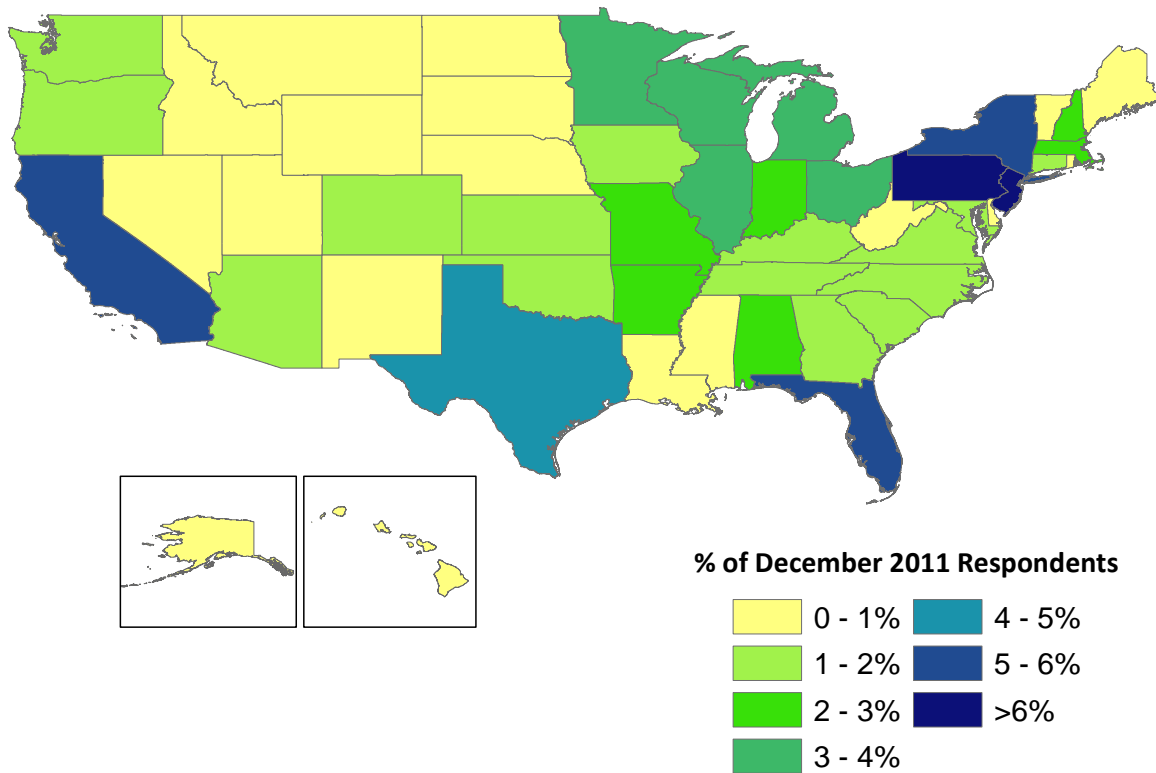 % of December 2011 Respondents
0 - 1%
1 - 2%
2 - 3%
3 - 4%
4 - 5%
5 - 6%
>6%